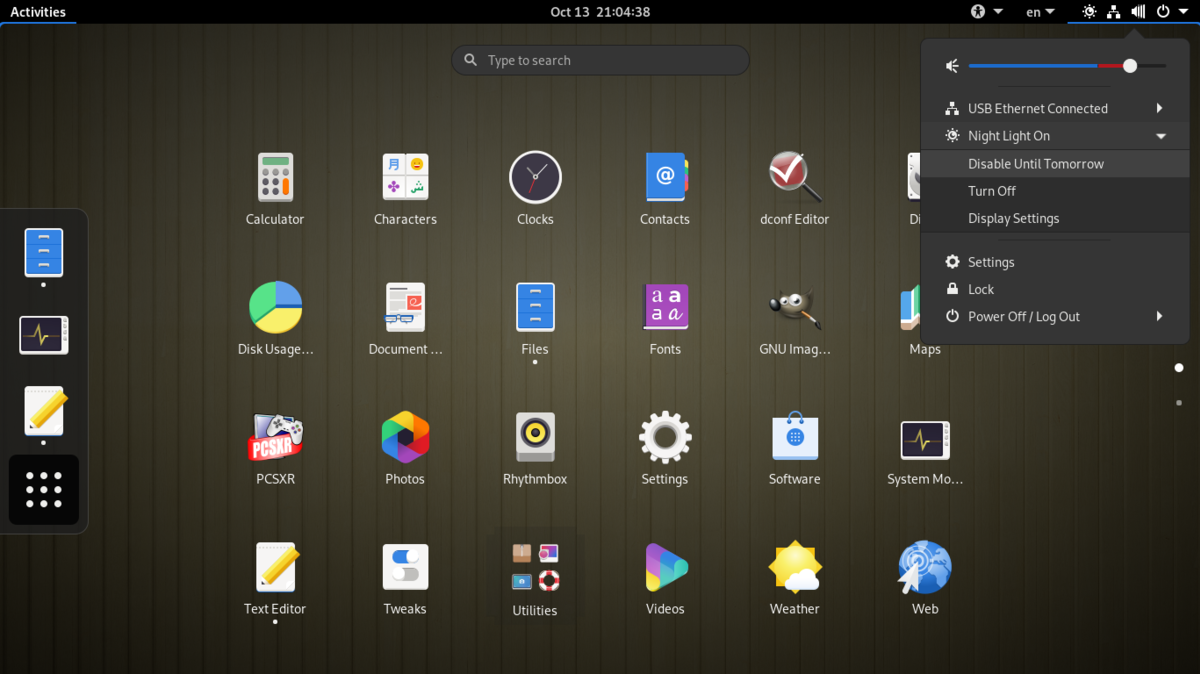 Activities
Oct 13 21:04:38
en
Type to search
USB Ethernet Connected
Night Light On
Disable Until Tomorrow
Turn Off
Display Settings
Settings
Lock
Power Off / Log Out
月
ش
@
Calculator
Characters
Clocks
Contacts
dconf Editor
Di
a a
a a
Disk Usage...
Document ...
Files
Fonts
GNU Imag...
Maps
PCSXR
PCSXR
Photos
Rhythmbox
Settings
Software
System Mo...
Text Editor
Tweaks
Utilities
Videos
Weather
Web